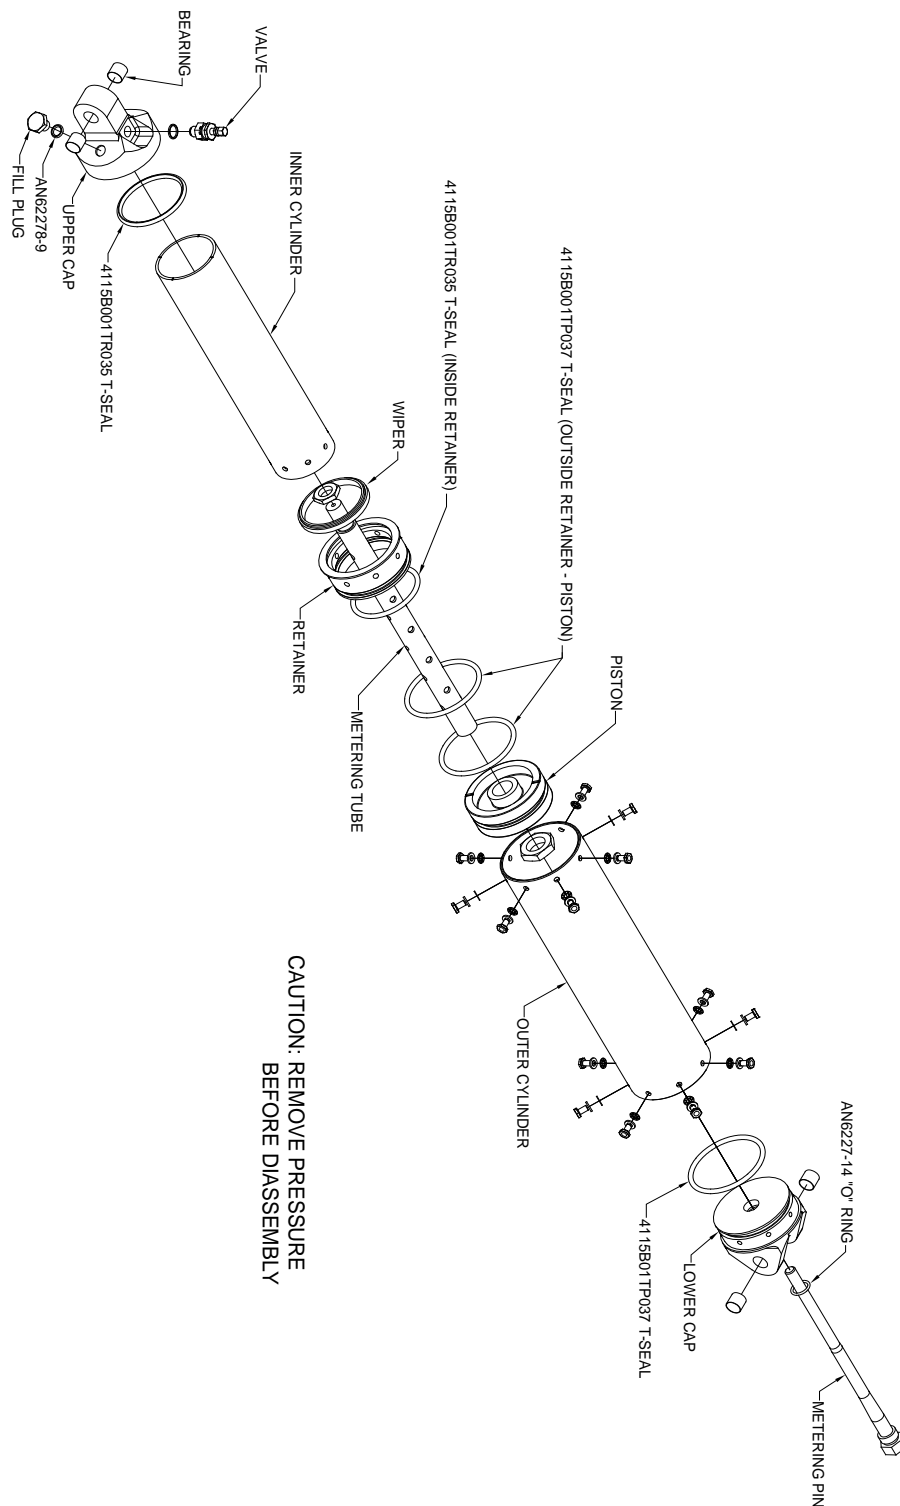 BEARING
VALVE
FILL PLUG
AN62278-9
UPPER CAP
4115B001TR035 T-SEAL
INNER CYLINDER
4115B001TR035 T-SEAL (INSIDE RETAINER)
4115B001TP037 T-SEAL (OUTSIDE RETAINER - PISTON)
WIPER
RETAINER
METERING TUBE
PISTON
OUTER CYLINDER
4115B01TP037 T-SEAL
LOWER CAP
AN6227-14 "O" RING
METERING PIN
CAUTION: REMOVE PRESSURE
BEFORE DIASSEMBLY